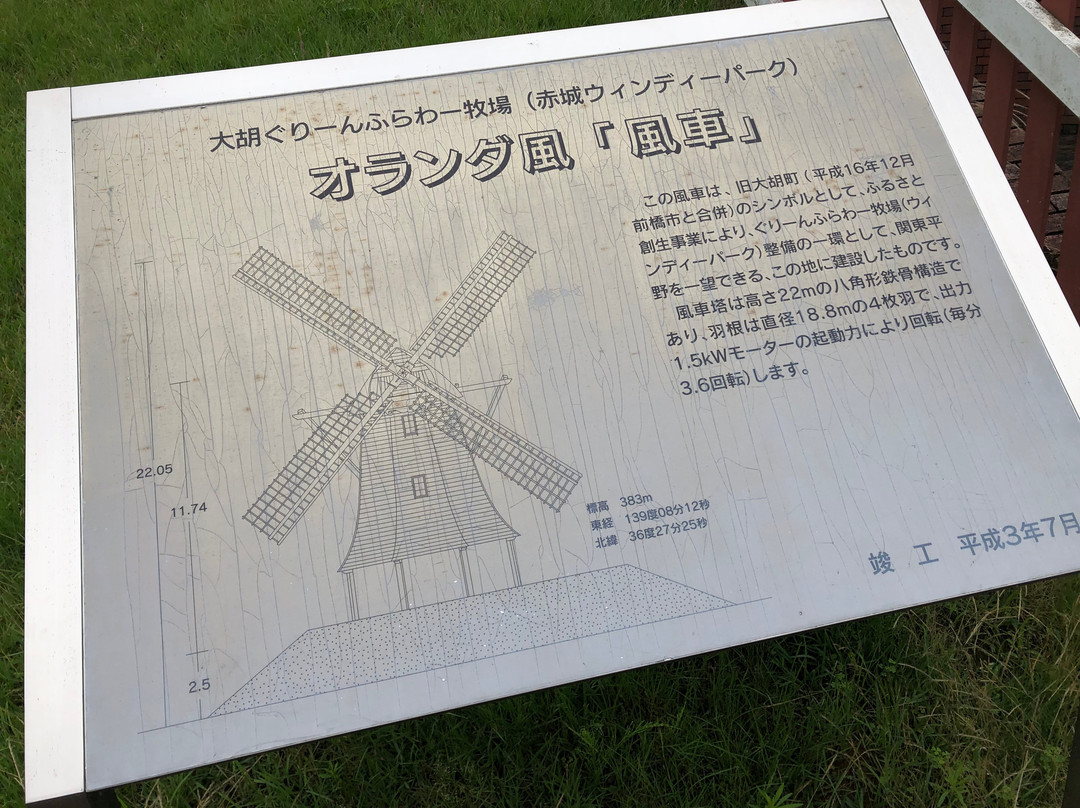 大胡ぐりーんふらわー牧場（赤城ウィンディーパーク）
オランダ風「風車」
この風車は、旧大胡町（平成16年12月
前橋市と合併）のシンボルとして、ふるさと
創生事業により、ぐりーんふらわー牧場（ウィ
ンディーパーク）整備の一環として、関東平
野を一望できる、この地に建設したものです。
風車塔は高さ22mの八角形鉄骨構造で
あり、羽根は直径18.8mの4枚羽で、出力
1.5kWモーターの起動力により回転（毎分
3.6回転）します。
22.05
11.74
2.5
標高 383m
東経 139度08分12秒
北緯 36度27分25秒
竣 工 平成3年7月